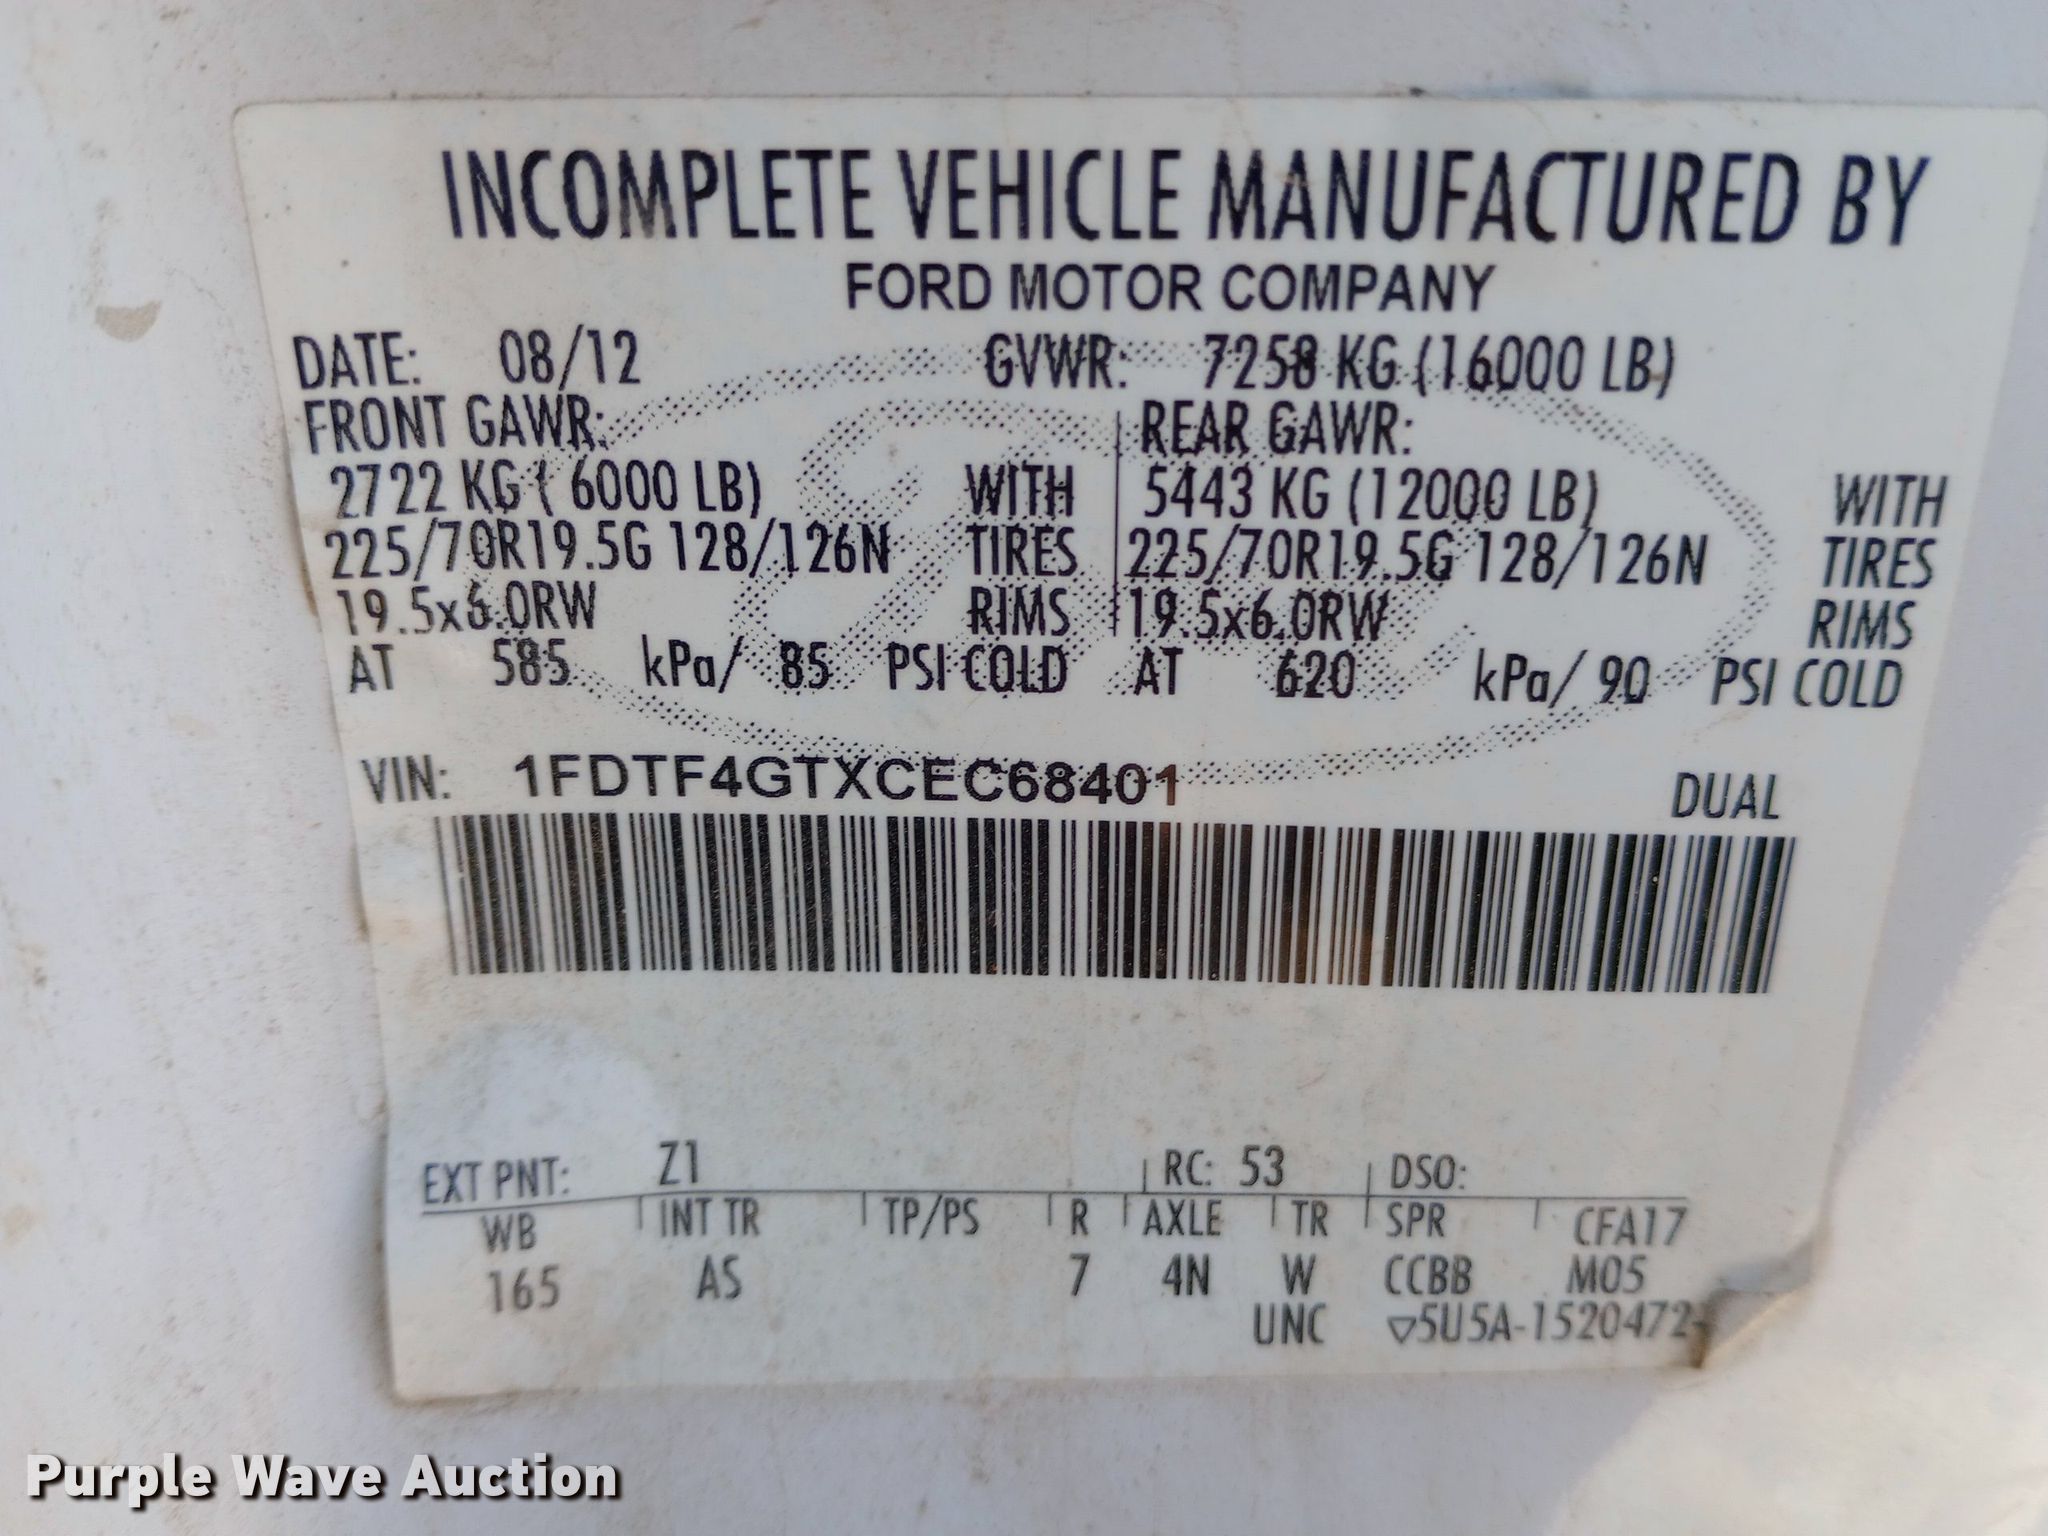 INCOMPLETE VEHICLE MANUFACTURED BY
FORD MOTOR COMPANY
DATE: 08/12 GVWR: 7258 KG (16000 LB)
FRONT GAWR: REAR GAWR:
2722 KG ( 6000 LB) WITH 5443 KG (12000 LB) WITH
225/70R19.5G 128/126N TIRES 225/70R19.5G 128/126N TIRES
19.5x6.0RW RIMS 19.5x6.0RW RIMS
AT 585 kPa/ 85 PSI COLD AT 620 kPa/ 90 PSI COLD
VIN: 1FDTF4GTXCEC68401
DUAL
EXT PNT: Z1 RC: 53 DSO:
WB INT TR TP/PS R AXLE TR SPR CFA17
165 AS 7 4N W CCBB M05
UNC ▽5U5A-1520472-
Purple Wave Auction